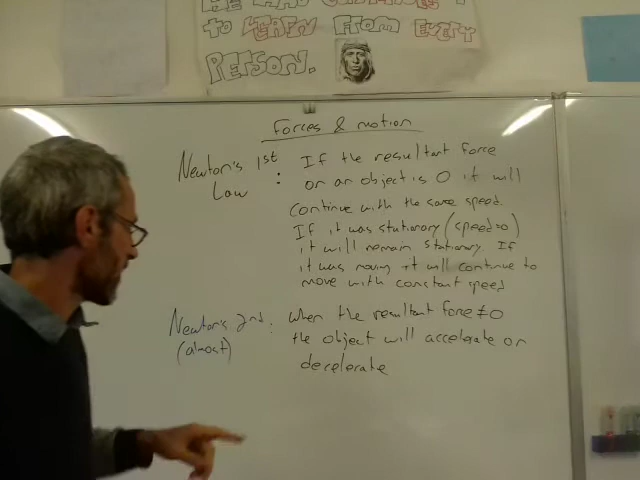 HE WHO CONTINUES
to LEARN FROM EVERY
PERSON.
Forces & motion
Newton's 1st : If the resultant force
Law on an object is 0 it will
continue with the same speed.
If it was stationary (speed=0)
it will remain stationary. If
it was moving it will continue to
move with constant speed
Newton's 2nd : When the resultant force ≠ 0
(almost) the object will accelerate or
decelerate